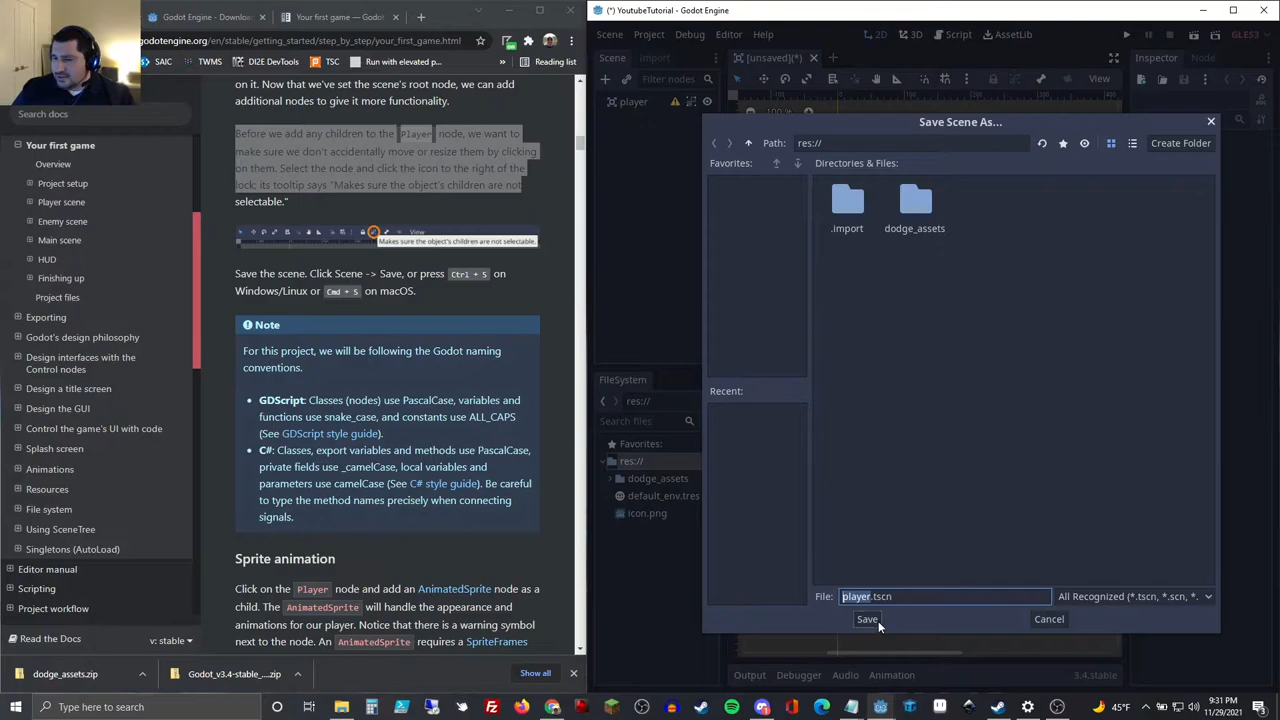 Godot Engine - Downloa
Your first game — Godot
(*) YoutubeTutorial - Godot Engine
godotengine.org/en/stable/getting_started/step_by_step/your_first_game.html
SAIC
TWMS
D2E2 DevTools
TSC
Run with elevated p...
Search docs
Your first game
Overview
Project setup
Player scene
Enemy scene
Main scene
HUD
Finishing up
Project files
Exporting
Godot's design philosophy
Design interfaces with the
Control nodes
Design a title screen
Design the GUI
Control the game's UI with code
Splash screen
Animations
Resources
File system
Using SceneTree
Singletons (AutoLoad)
Editor manual
Scripting
Project workflow
Read the Docs
v: stable
on it. Now that we've set the scene's root node, we can add
additional nodes to give it more functionality.
Before we add any children to the Player node, we want to
make sure we don't accidentally move or resize them by clicking
on them. Select the node and click the icon to the right of the
lock; its tooltip says "Makes sure the object's children are not
selectable."
View
Makes sure the object's children are not selectable.
Save the scene. Click Scene -> Save, or press Ctrl + S on
Windows/Linux or Cmd + S on macOS.
Note
For this project, we will be following the Godot naming
conventions.
GDScript: Classes (nodes) use PascalCase, variables and
functions use snake_case, and constants use ALL_CAPS
(See GDScript style guide).
C#: Classes, export variables and methods use PascalCase,
private fields use _camelCase, local variables and
parameters use camelCase (See C# style guide). Be careful
to type the method names precisely when connecting
signals.
Sprite animation
Click on the Player node and add an AnimatedSprite node as a
child. The AnimatedSprite will handle the appearance and
animations for our player. Notice that there is a warning symbol
next to the node. An AnimatedSprite requires a SpriteFrames
dodge_assets.zip
Godot_v3.4-stable_....zip
Show all
Scene
Project
Debug
Editor
Help
2D
3D
Script
AssetLib
GLES3
Scene
Import
[unsaved](*)
Inspector
Node
Filter nodes
View
player
100 %
Save Scene As...
Path:
res://
Create Folder
Favorites:
Directories & Files:
.import
dodge_assets
Recent:
File:
player.tscn
All Recognized (*.tscn, *.scn, *.
Save
Cancel
FileSystem
res://
Search files
Favorites:
res://
dodge_assets
default_env.tres
icon.png
Output
Debugger
Audio
Animation
3.4.stable
Type here to search
45°F
9:31 PM
11/29/2021